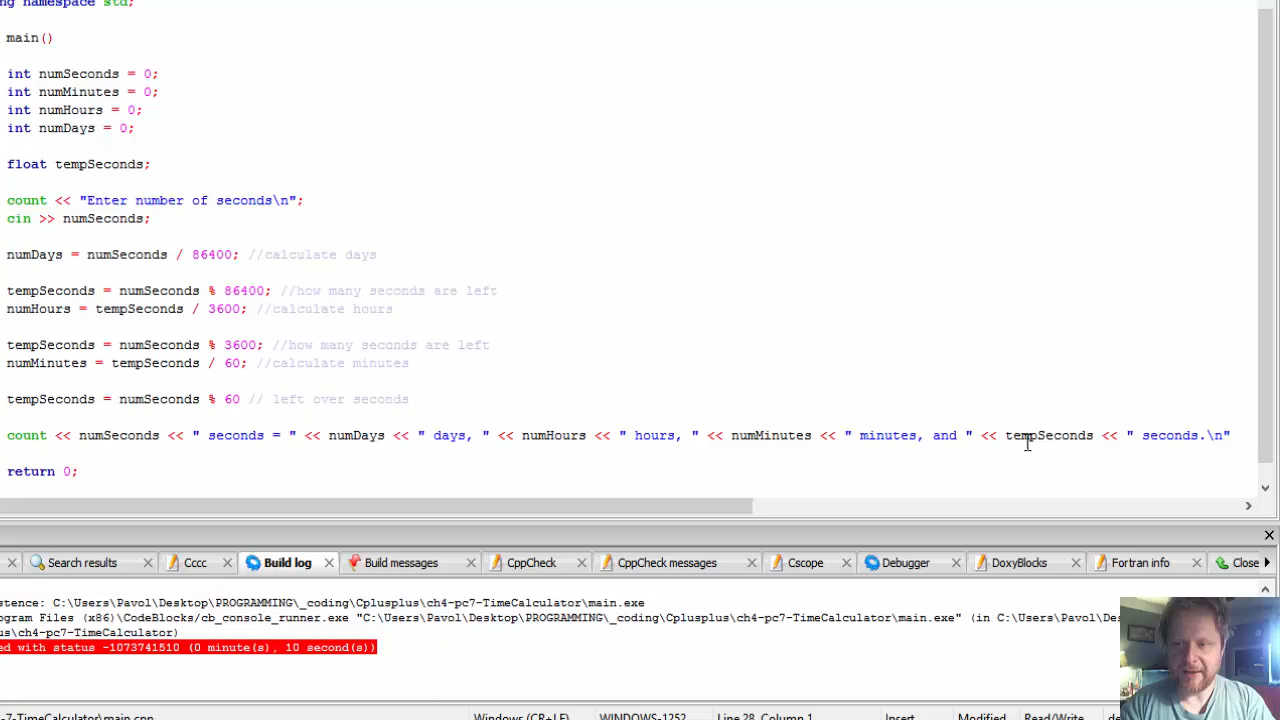 ng namespace std;
main()
int numSeconds = 0;
int numMinutes = 0;
int numHours = 0;
int numDays = 0;
float tempSeconds;
count << "Enter number of seconds\n";
cin >> numSeconds;
numDays = numSeconds / 86400; //calculate days
tempSeconds = numSeconds % 86400; //how many seconds are left
numHours = tempSeconds / 3600; //calculate hours
tempSeconds = numSeconds % 3600; //how many seconds are left
numMinutes = tempSeconds / 60; //calculate minutes
tempSeconds = numSeconds % 60 // left over seconds
count << numSeconds << " seconds = " << numDays << " days, " << numHours << " hours, " << numMinutes << " minutes, and " << tempSeconds << " seconds.\n"
return 0;
Search results Cccc Build log Build messages CppCheck CppCheck messages Cscope Debugger DoxyBlocks Fortran info Close
stence: C:\Users\Pavol\Desktop\PROGRAMMING\_coding\Cplusplus\ch4-pc7-TimeCalculator\main.exe
ogram Files (x86)\CodeBlocks/cb_console_runner.exe "C:\Users\Pavol\Desktop\PROGRAMMING\_coding\Cplusplus\ch4-pc7-TimeCalculator\main.exe" (in C:\Users\Pavol\Des
us\ch4-pc7-TimeCalculator)
ed with status -1073741510 (0 minute(s), 10 second(s))
-7-TimeCalculator\main.cpp Windows (CR+LF) WINDOWS-1252 Line 28, Column 1 Insert Modified Read/Write de